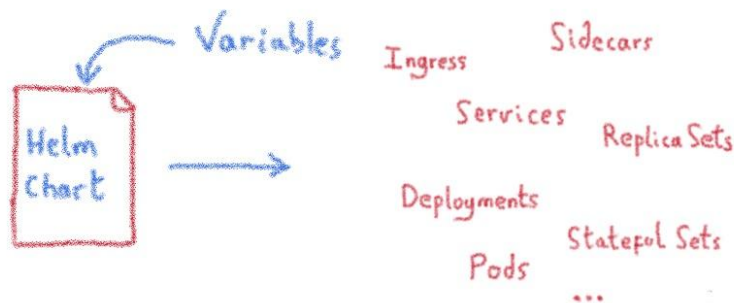 Variables
Helm
Chart
Ingress
Sidecars
Services
Replica Sets
Deployments
Stateful Sets
Pods
...